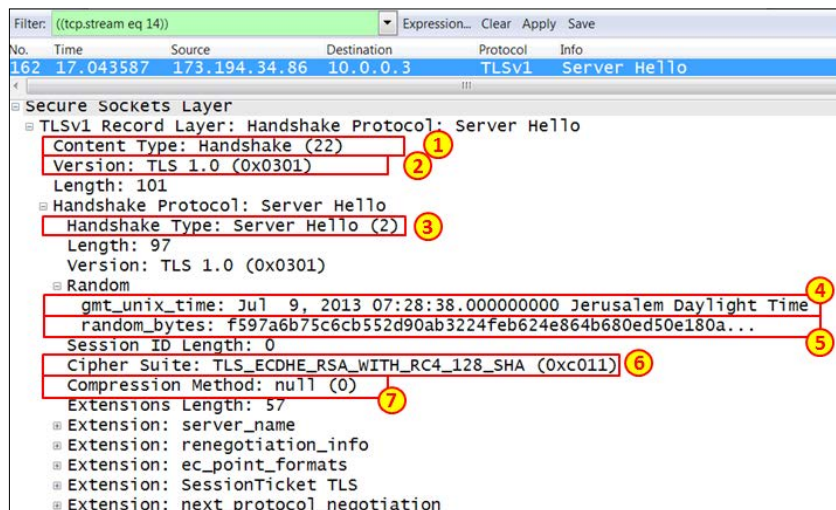 Filter: ((tcp.stream eq 14)) Expression... Clear Apply Save
No. Time Source Destination Protocol Info
162 17.043587 173.194.34.86 10.0.0.3 TLSv1 Server Hello
Secure Sockets Layer
TLSv1 Record Layer: Handshake Protocol: Server Hello
Content Type: Handshake (22) 1
Version: TLS 1.0 (0x0301) 2
Length: 101
Handshake Protocol: Server Hello
Handshake Type: Server Hello (2) 3
Length: 97
Version: TLS 1.0 (0x0301)
Random
gmt_unix_time: Jul 9, 2013 07:28:38.000000000 Jerusalem Daylight Time 4
random_bytes: f597a6b75c6cb552d90ab3224feb624e864b680ed50e180a... 5
Session ID Length: 0
Cipher Suite: TLS_ECDHE_RSA_WITH_RC4_128_SHA (0xc011) 6
Compression Method: null (0) 7
Extensions Length: 57
Extension: server_name
Extension: renegotiation_info
Extension: ec_point_formats
Extension: SessionTicket TLS
Extension: next_protocol_negotiation